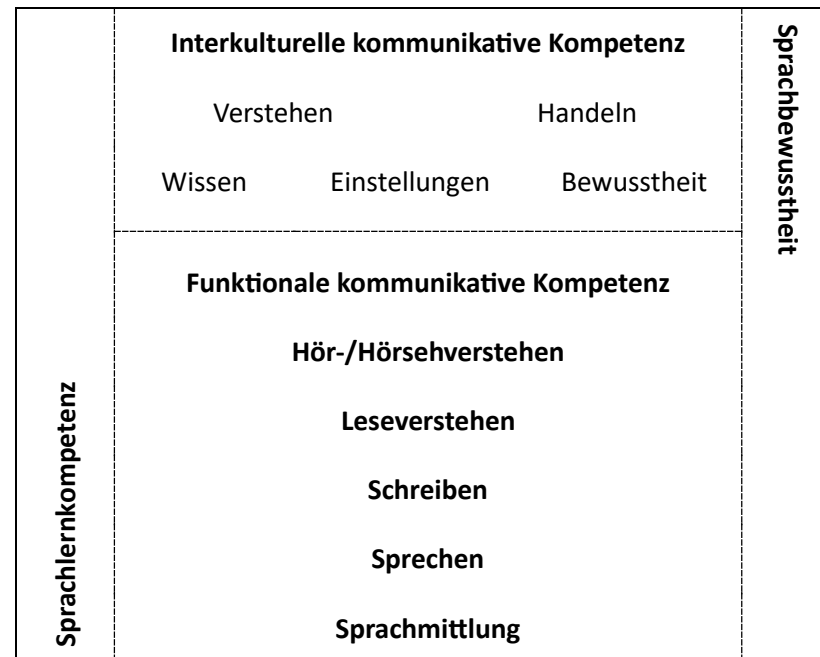 Interkulturelle kommunikative Kompetenz
Verstehen Handeln
Wissen Einstellungen Bewusstheit
Sprachbewusstheit
Funktionale kommunikative Kompetenz
Hör-/Hörsehverstehen
Leseverstehen
Schreiben
Sprechen
Sprachmittlung
Sprachlernkompetenz